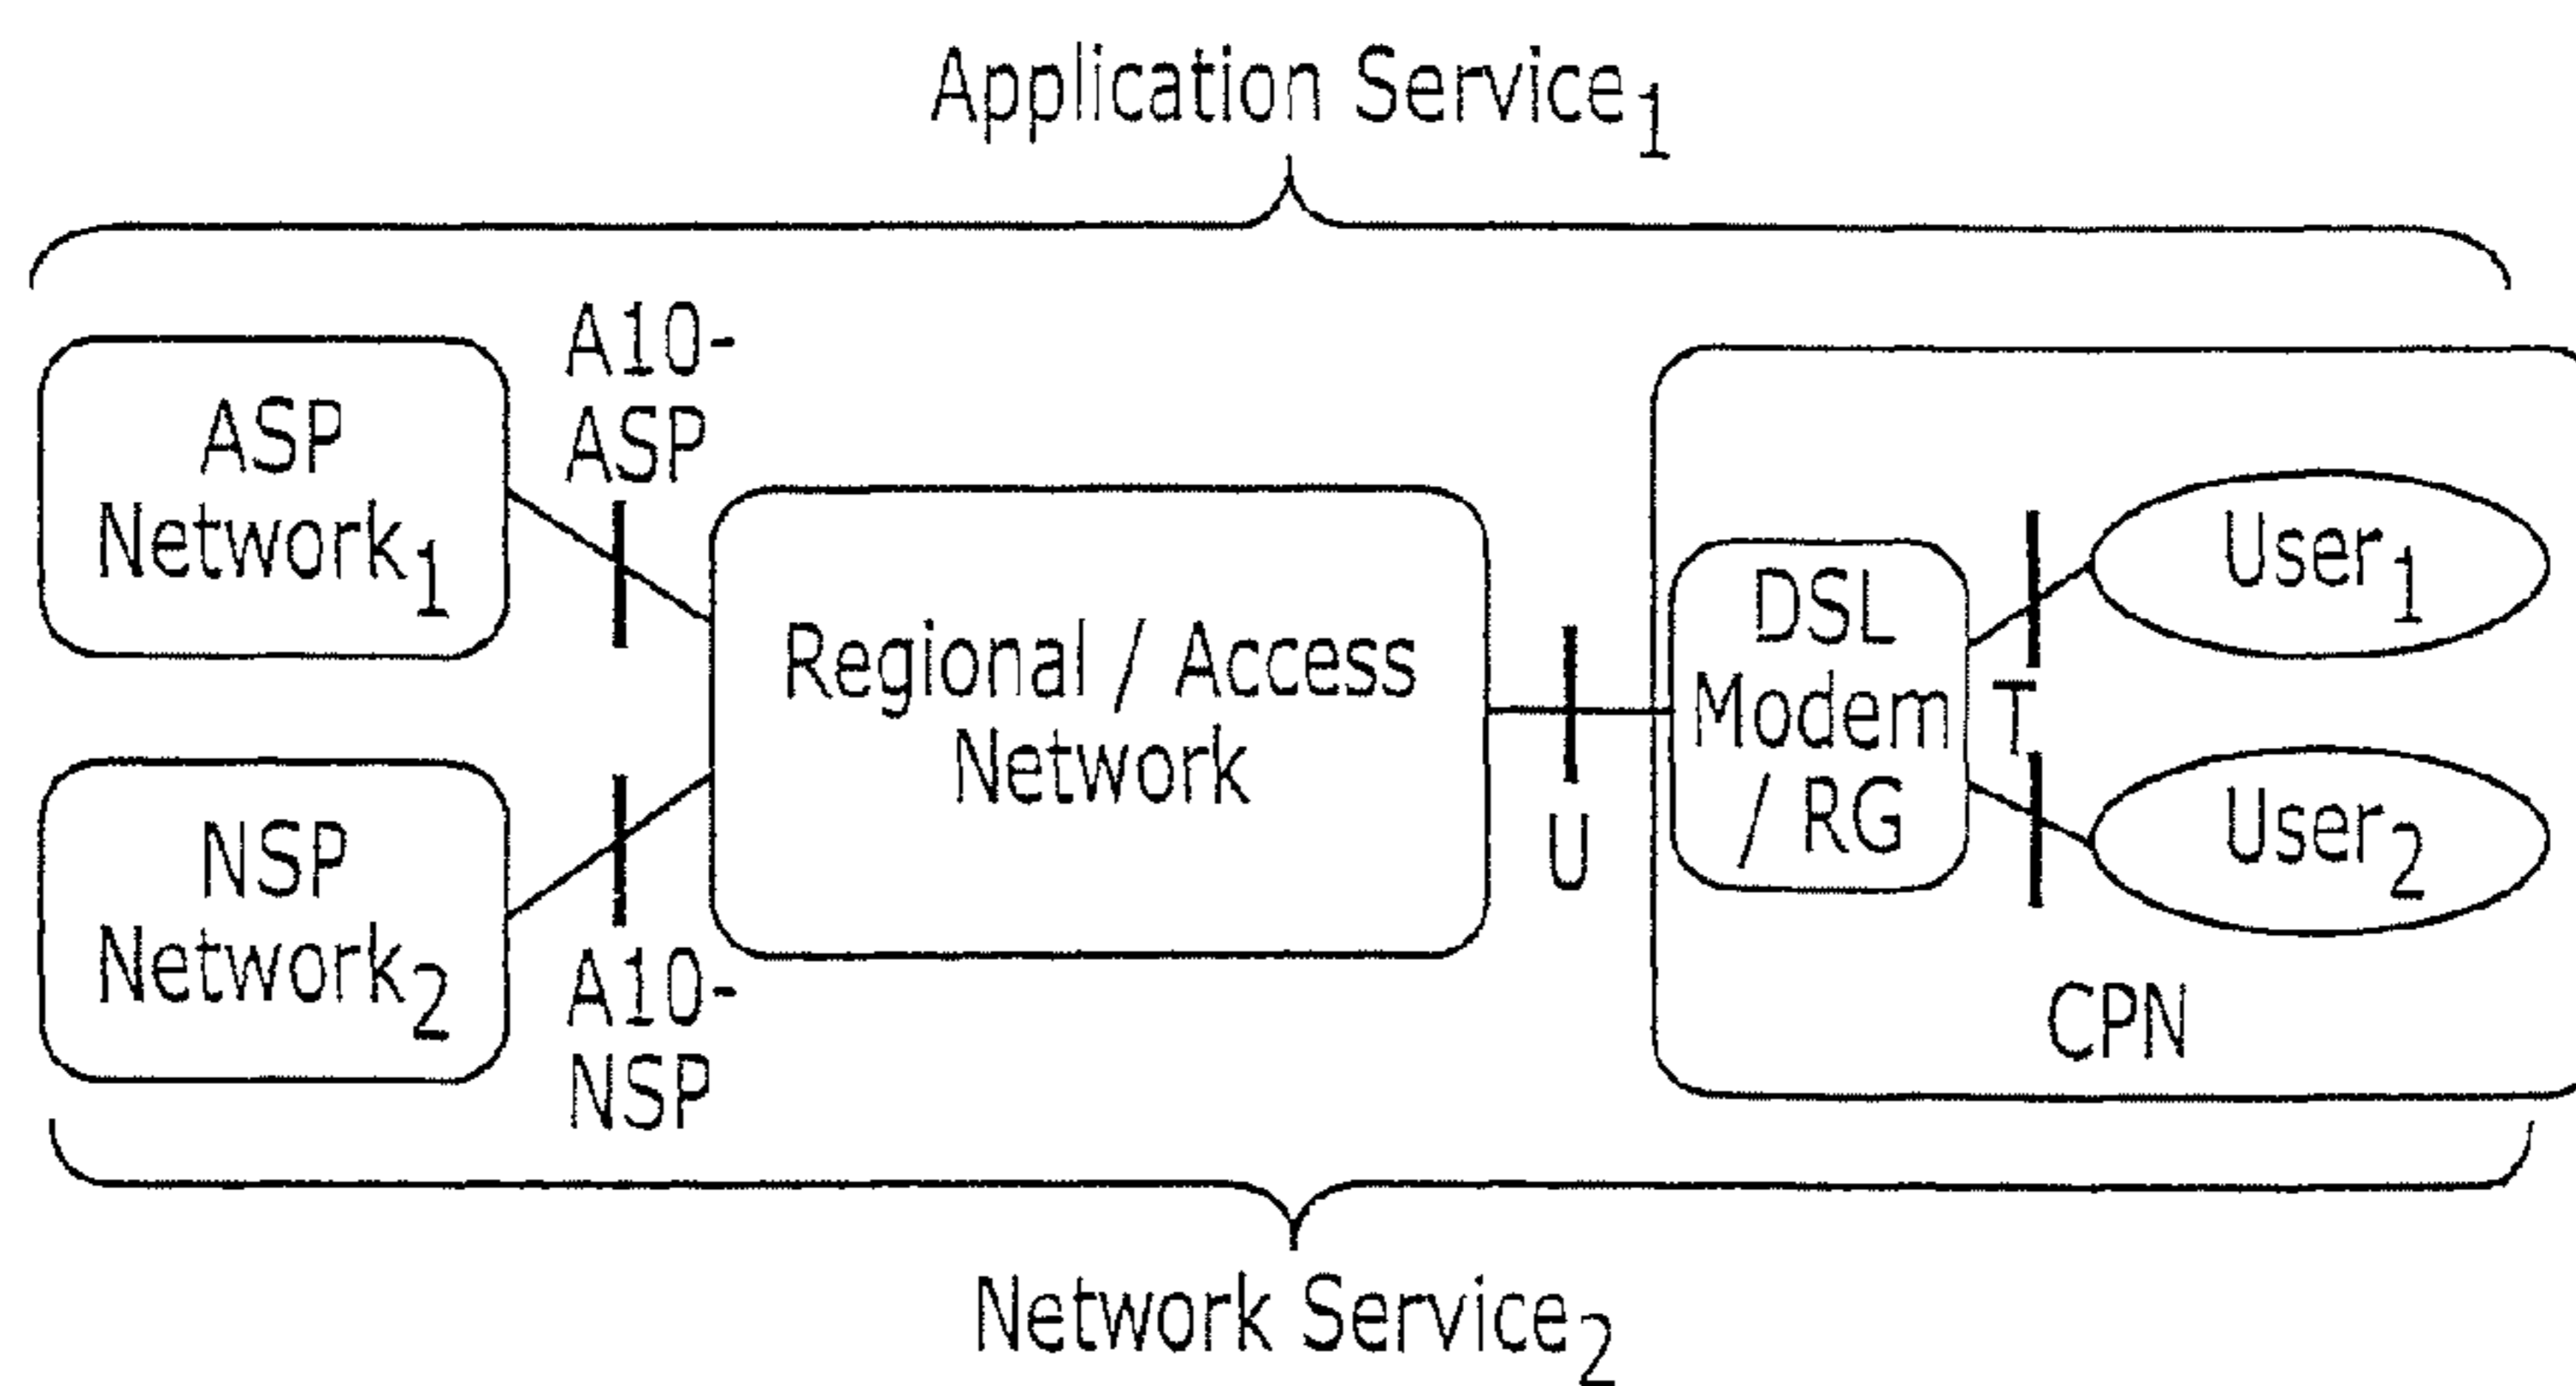 Application Service₁
A10-
ASP
ASP
Network₁
Regional / Access
Network
NSP
Network₂
A10-
NSP
U
DSL
Modem
/ RG
T
User₁
User₂
CPN
Network Service₂